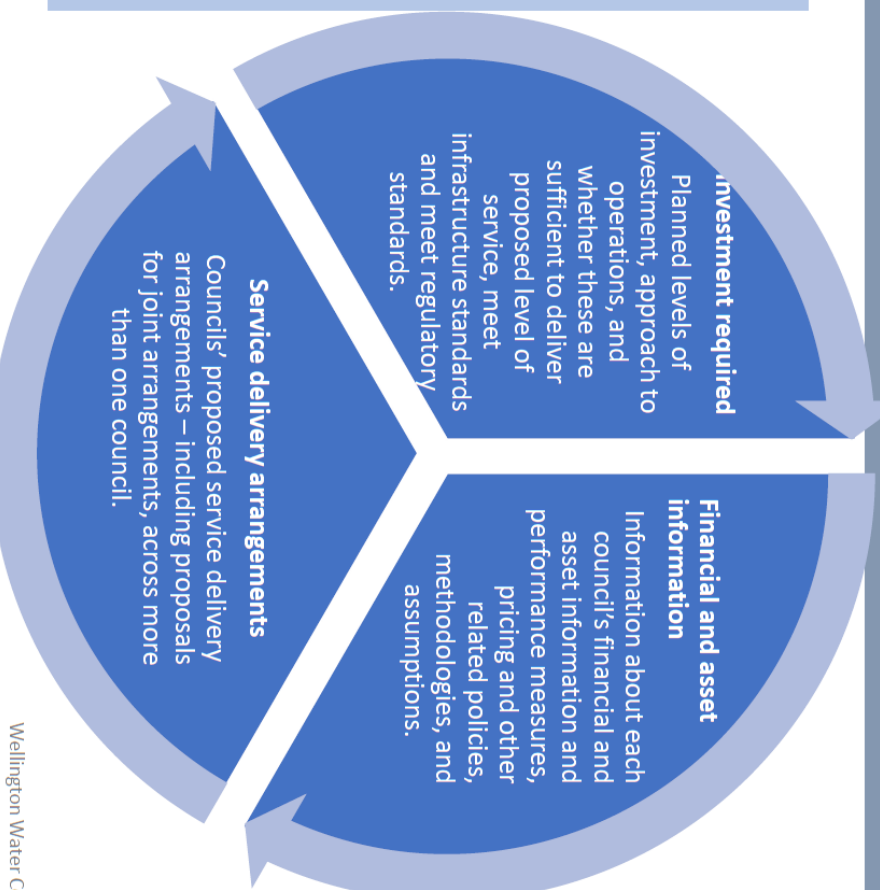 Investment required
Planned levels of
investment, approach to
operations, and
whether these are
sufficient to deliver
proposed level of
service, meet
infrastructure standards
and meet regulatory
standards.
Financial and asset
information
Information about each
council's financial and
asset information and
performance measures,
pricing and other
related policies,
methodologies, and
assumptions.
Service delivery arrangements
Councils' proposed service delivery
arrangements – including proposals
for joint arrangements, across more
than one council.
Wellington Water C